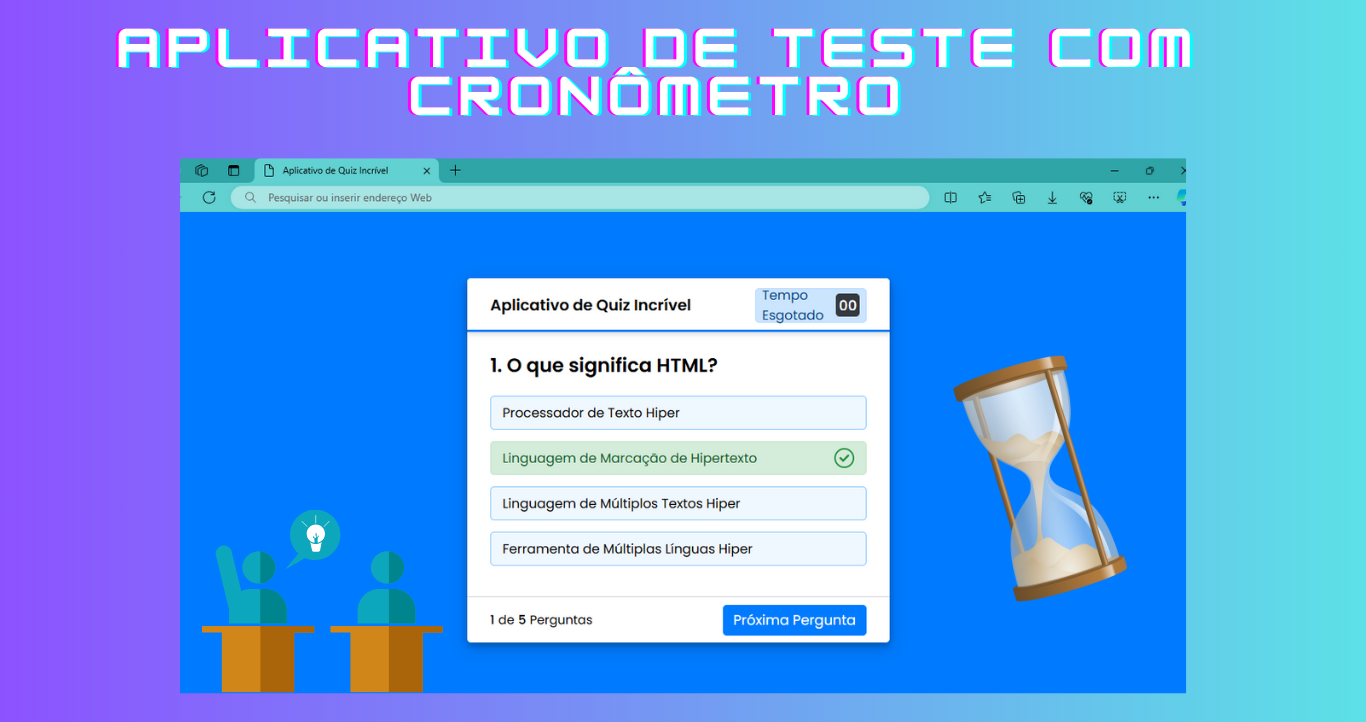 APLICATIVO DE TESTE COM
CRONÔMETRO
Aplicativo de Quiz Incrível
Pesquisar ou inserir endereço Web
Aplicativo de Quiz Incrível
Tempo
Esgotado
00
1. O que significa HTML?
Processador de Texto Hiper
Linguagem de Marcação de Hipertexto
Linguagem de Múltiplos Textos Hiper
Ferramenta de Múltiplas Línguas Hiper
1 de 5 Perguntas
Próxima Pergunta